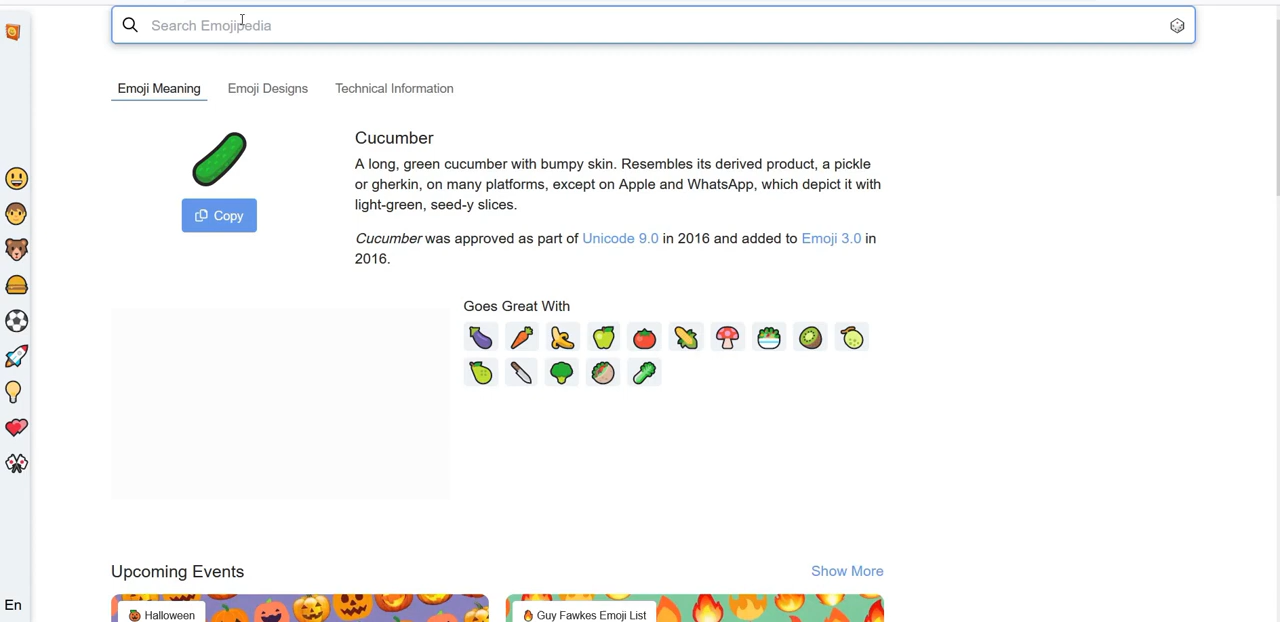 Search Emojipedia
Emoji Meaning
Emoji Designs
Technical Information
Cucumber
A long, green cucumber with bumpy skin. Resembles its derived product, a pickle
or gherkin, on many platforms, except on Apple and WhatsApp, which depict it with
light-green, seed-y slices.
Copy
Cucumber was approved as part of Unicode 9.0 in 2016 and added to Emoji 3.0 in
2016.
Goes Great With
Upcoming Events
Show More
Halloween
Guy Fawkes Emoji List
En